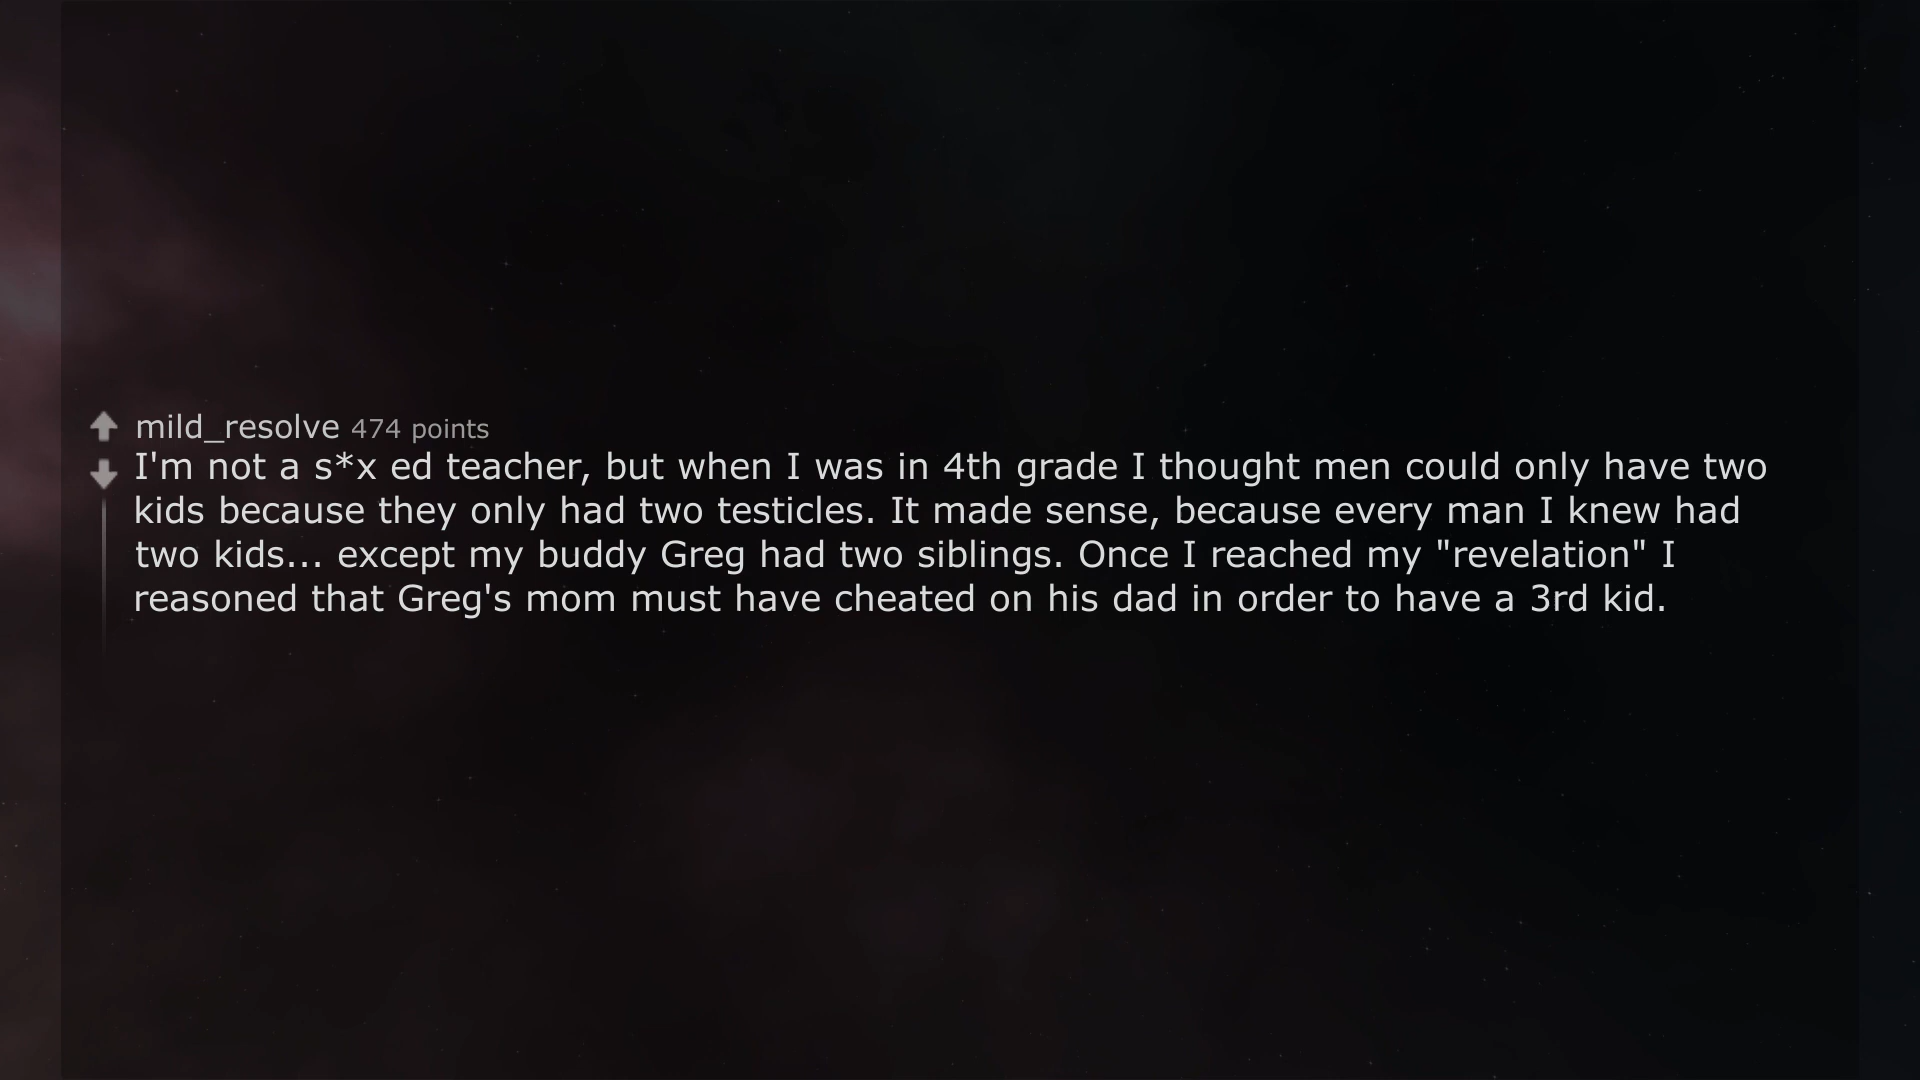 mild_resolve 474 points
I'm not a s*x ed teacher, but when I was in 4th grade I thought men could only have two
kids because they only had two testicles. It made sense, because every man I knew had
two kids... except my buddy Greg had two siblings. Once I reached my "revelation" I
reasoned that Greg's mom must have cheated on his dad in order to have a 3rd kid.